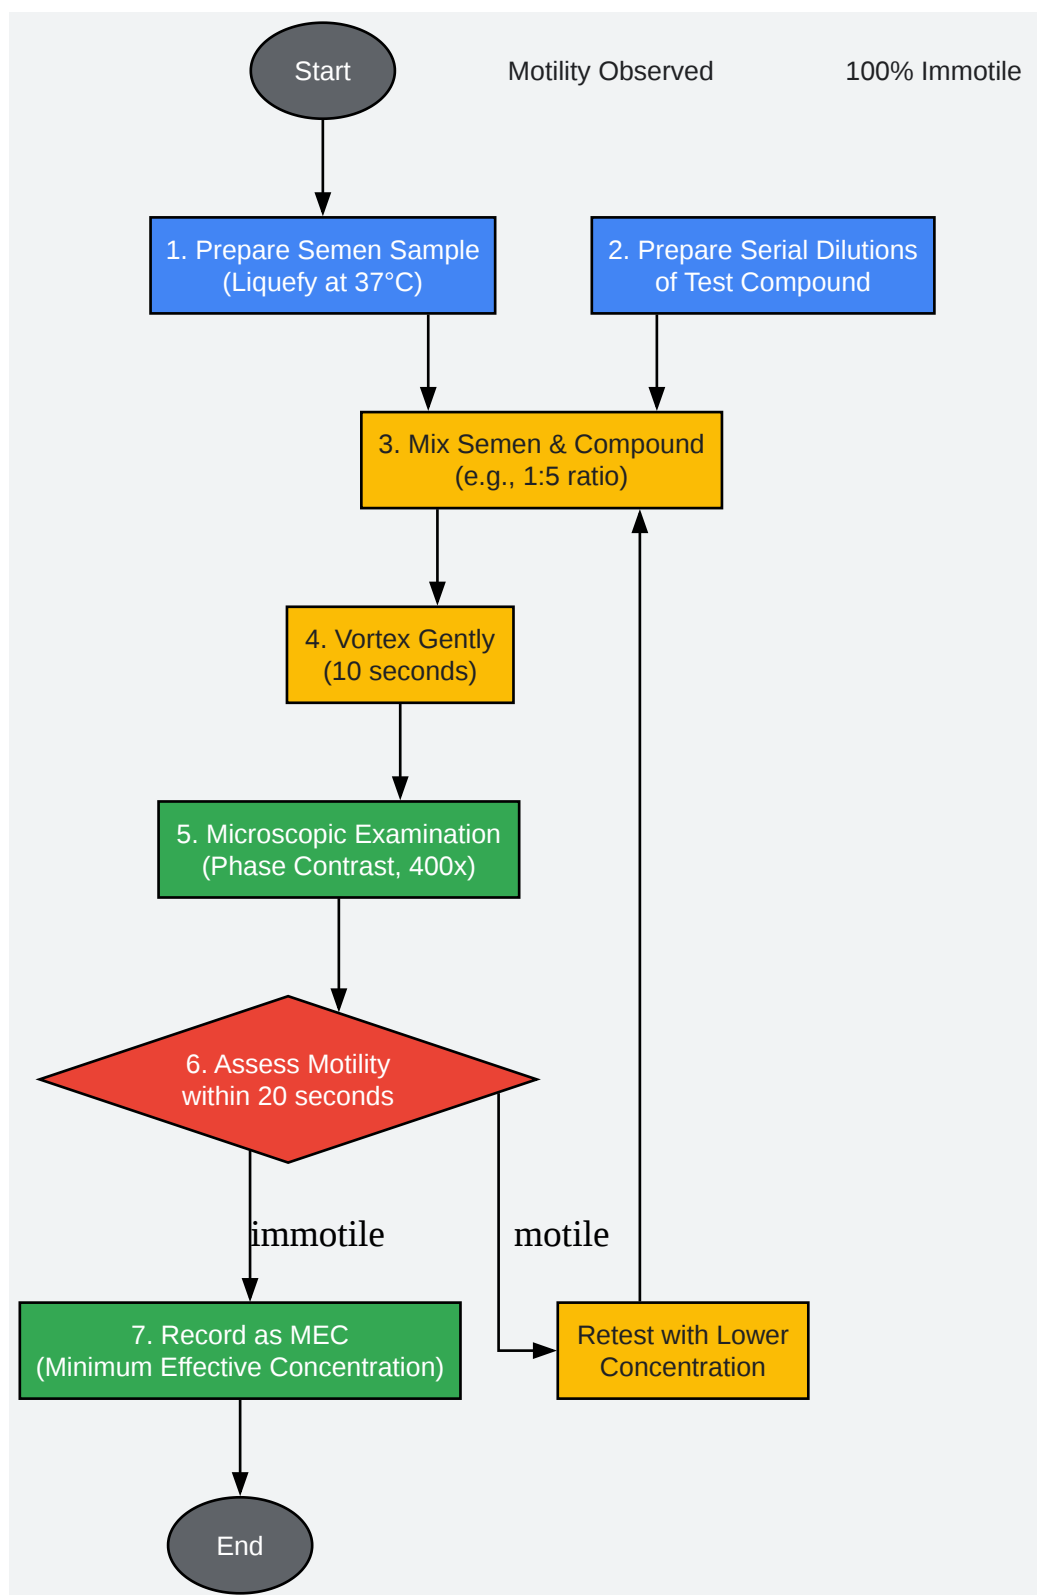 Start
Motility Observed
100% Immotile
1. Prepare Semen Sample
(Liquefy at 37°C)
2. Prepare Serial Dilutions
of Test Compound
3. Mix Semen & Compound
(e.g., 1:5 ratio)
4. Vortex Gently
(10 seconds)
5. Microscopic Examination
(Phase Contrast, 400x)
6. Assess Motility
within 20 seconds
immotile
motile
7. Record as MEC
(Minimum Effective Concentration)
Retest with Lower
Concentration
End